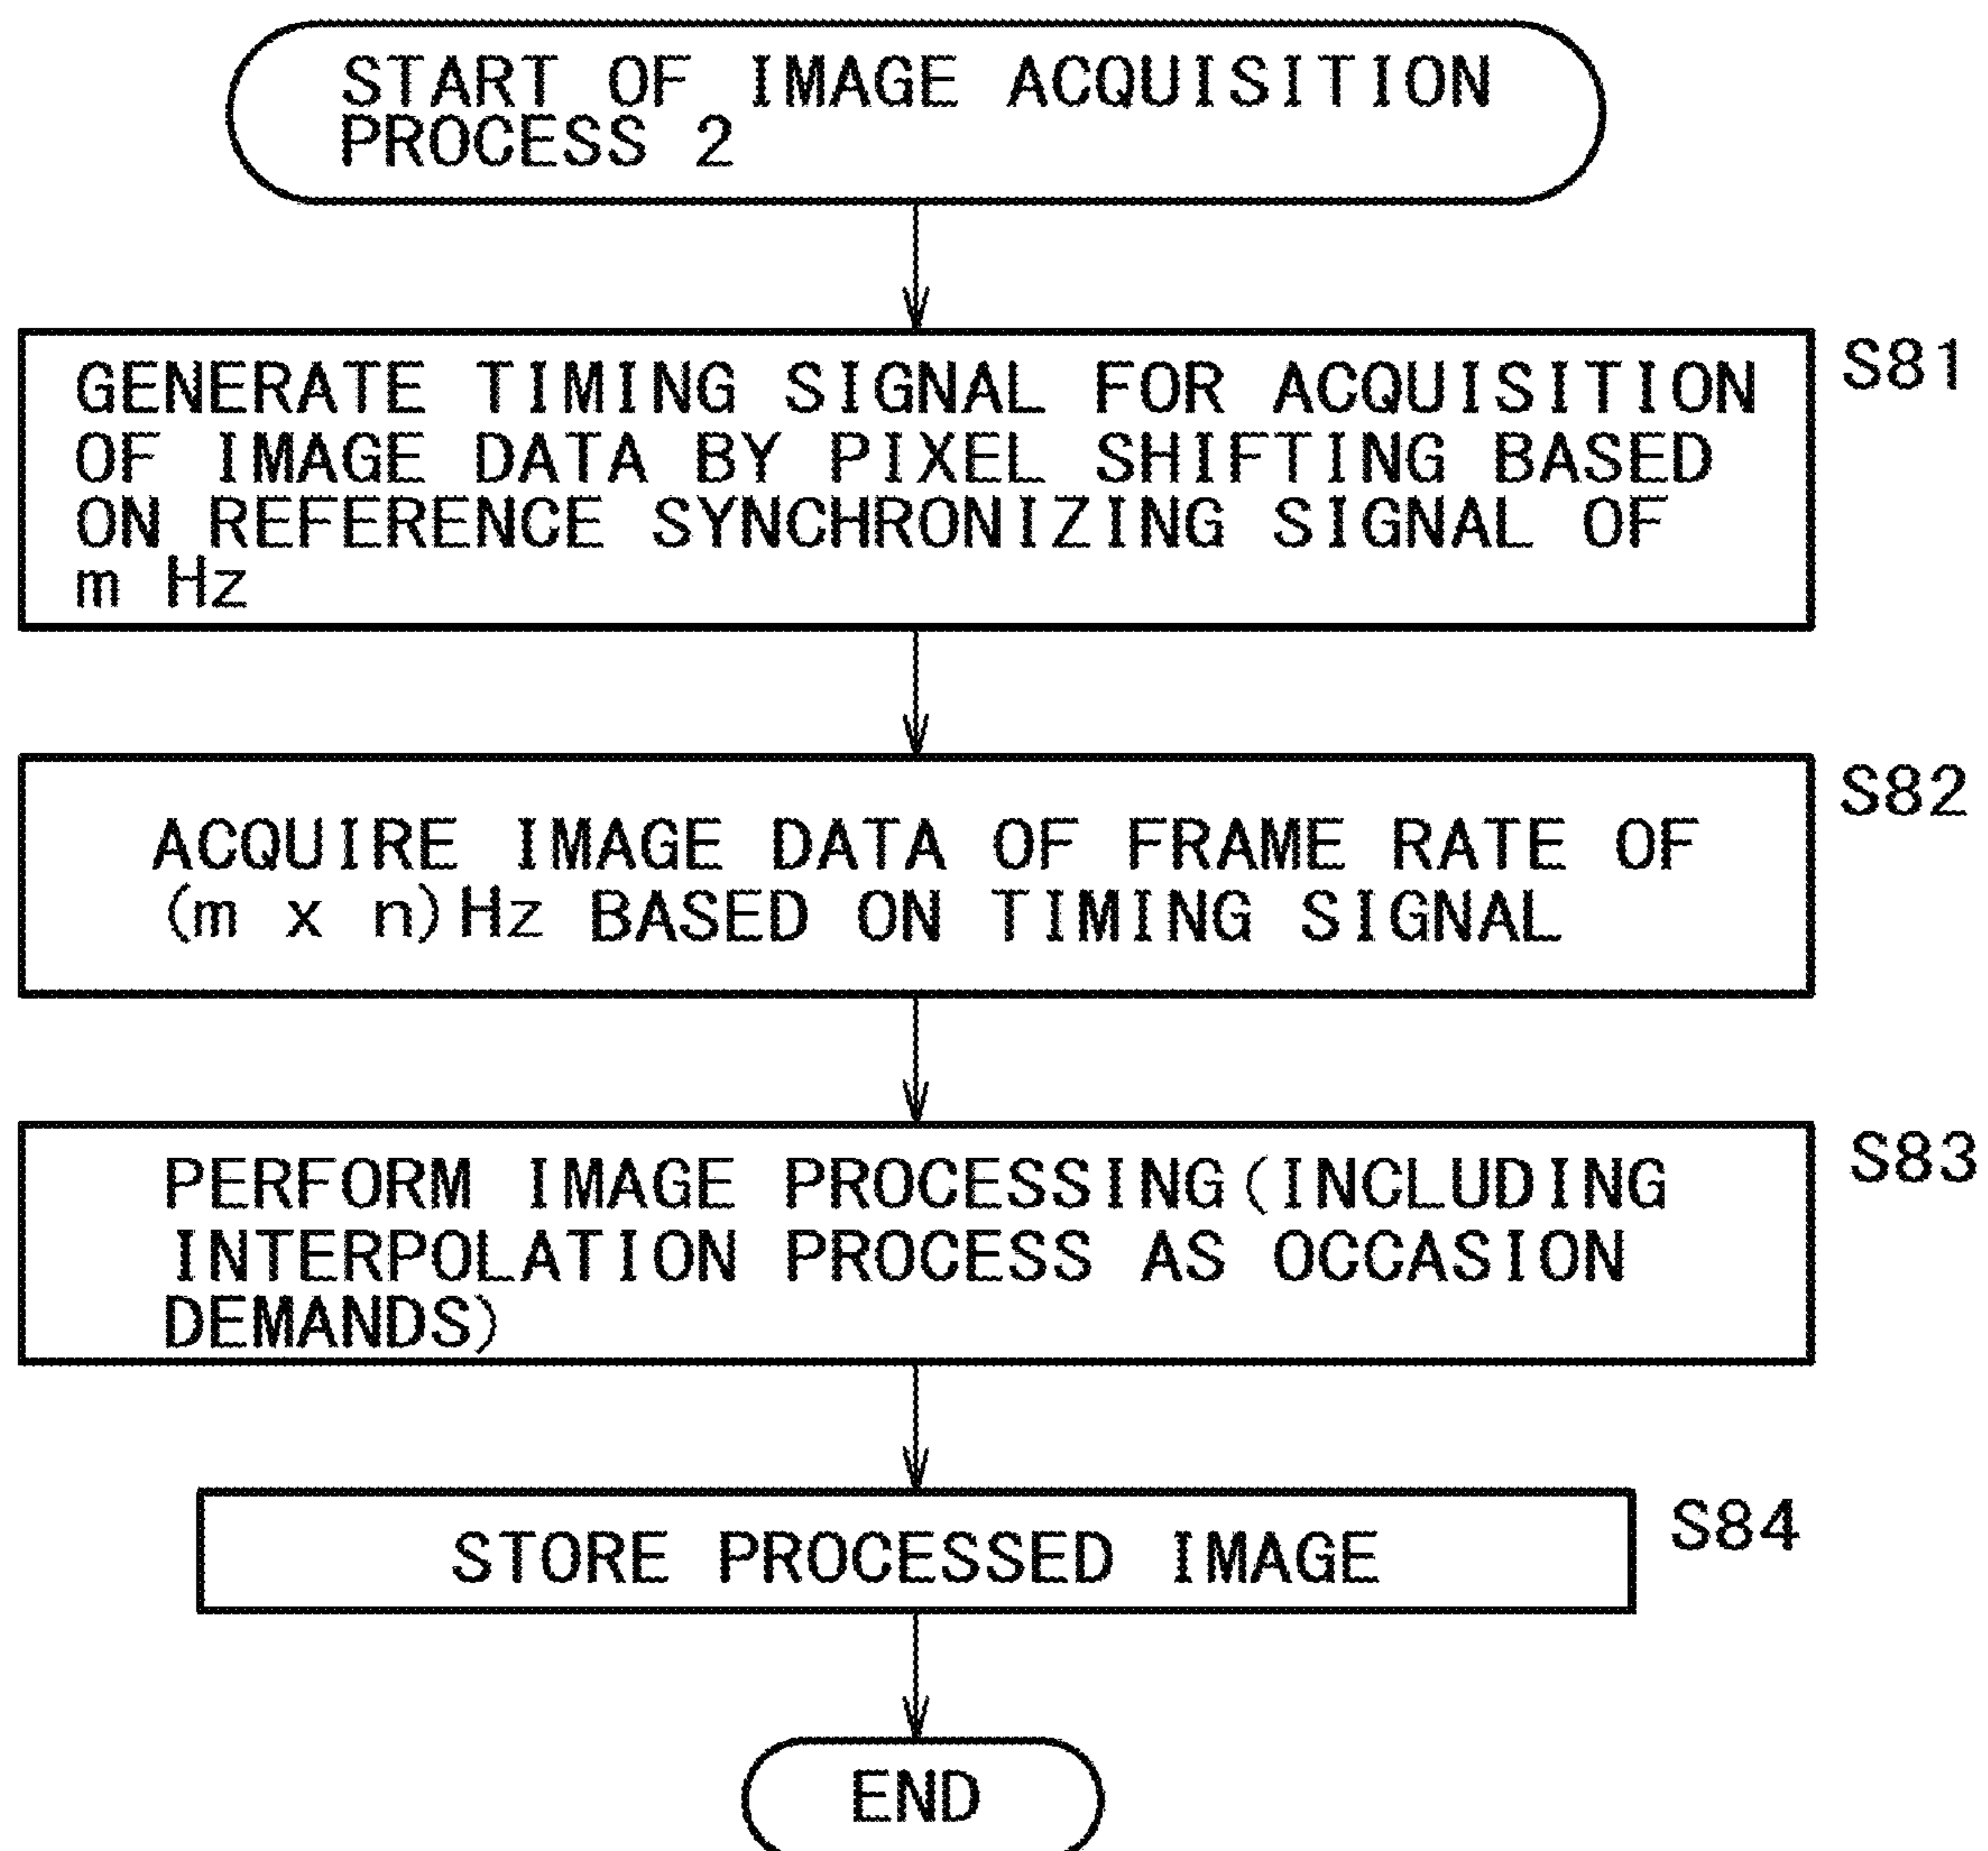 START OF IMAGE ACQUISITION
PROCESS 2
GENERATE TIMING SIGNAL FOR ACQUISITION
OF IMAGE DATA BY PIXEL SHIFTING BASED
ON REFERENCE SYNCHRONIZING SIGNAL OF
m Hz
S81
ACQUIRE IMAGE DATA OF FRAME RATE OF
(m x n)Hz BASED ON TIMING SIGNAL
S82
PERFORM IMAGE PROCESSING(INCLUDING
INTERPOLATION PROCESS AS OCCASION
DEMANDS)
S83
STORE PROCESSED IMAGE
S84
END